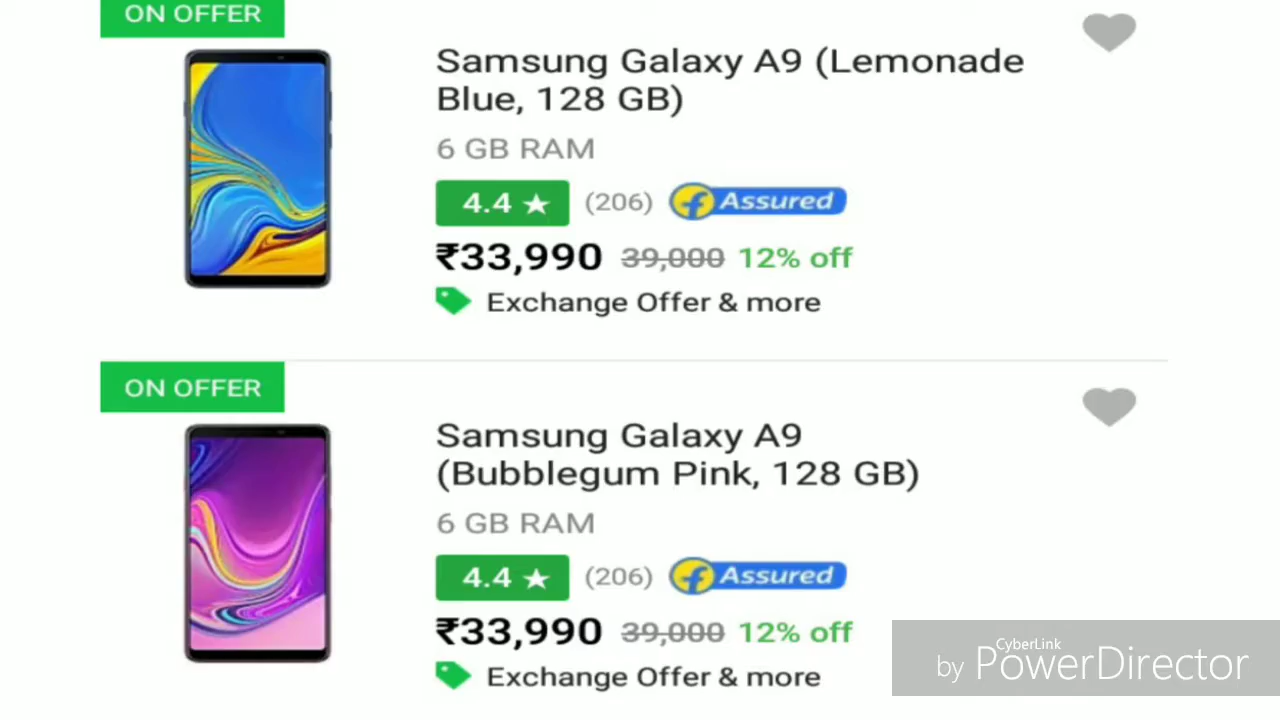 ON OFFER
Samsung Galaxy A9 (Lemonade
Blue, 128 GB)
6 GB RAM
4.4 ★ (206) Assured
₹33,990 39,000 12% off
Exchange Offer & more
ON OFFER
Samsung Galaxy A9
(Bubblegum Pink, 128 GB)
6 GB RAM
4.4 ★ (206) Assured
₹33,990 39,000 12% off
Exchange Offer & more
CyberLink
by PowerDirector